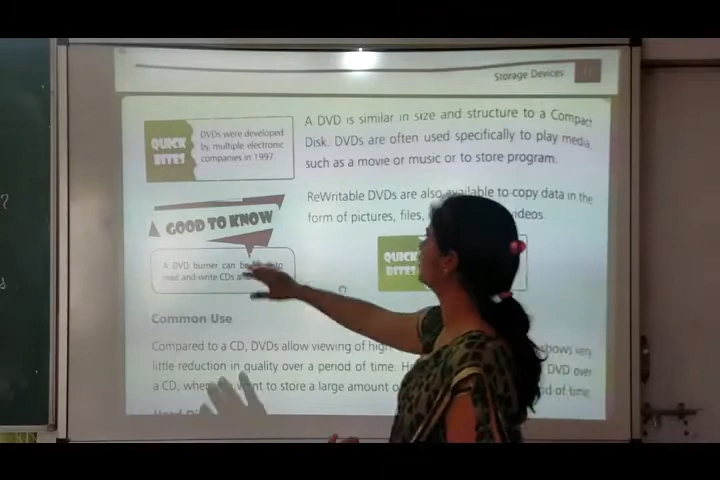 Storage Devices
QUICK
BITES
DVDs were developed
by multiple electronic
companies in 1997.
A DVD is similar in size and structure to a Compact
Disk. DVDs are often used specifically to play media,
such as a movie or music or to store program.
ReWritable DVDs are also available to copy data in the
form of pictures, files, videos.
GOOD TO KNOW
A DVD burner can be to
read and write CDs
QUICK
BITES
Common Use
Compared to a CD, DVDs allow viewing of shows very
little reduction in quality over a period of time. DVD over
a CD, want to store a large amount of time.
?